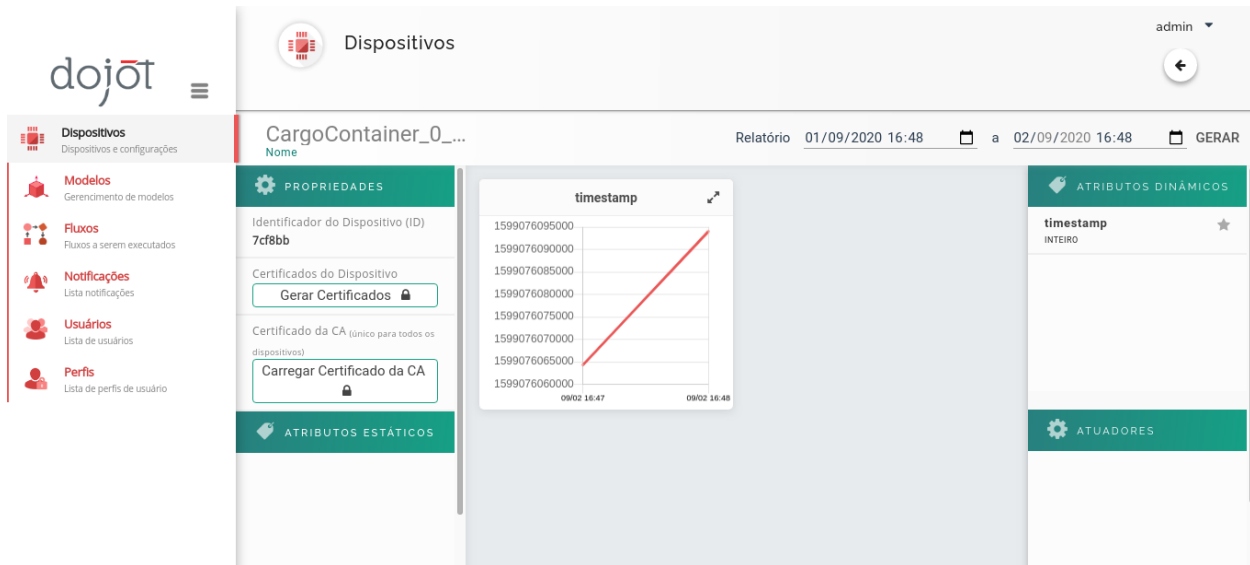 dojot
Dispositivos
Dispositivos e configurações
Modelos
Gerencimento de modelos
Fluxos
Fluxos a serem executados
Notificações
Lista notificações
Usuários
Lista de usuários
Perfis
Lista de perfis de usuário
Dispositivos
admin
CargoContainer_0_...
Nome
Relatório 01/09/2020 16:48 a 02/09/2020 16:48 GERAR
PROPRIEDADES
Identificador do Dispositivo (ID)
7cf8bb
Certificados do Dispositivo
Gerar Certificados
Certificado da CA (único para todos os
dispositivos)
Carregar Certificado da CA
ATRIBUTOS ESTÁTICOS
timestamp
1599076095000
1599076090000
1599076085000
1599076080000
1599076075000
1599076070000
1599076065000
1599076060000
09/02 16:47 09/02 16:48
ATRIBUTOS DINÂMICOS
timestamp
INTEIRO
ATUADORES